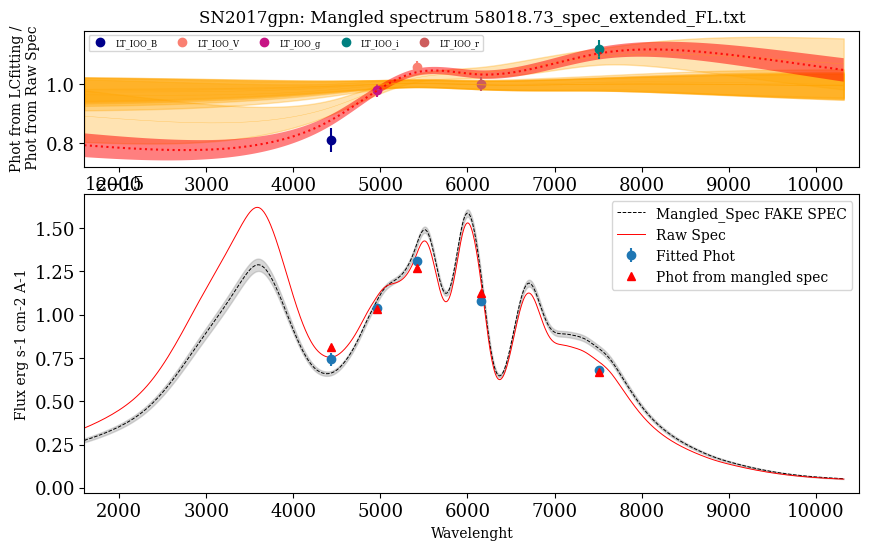 SN2017gpn: Mangled spectrum 58018.73_spec_extended_FL.txt
Phot from LCfitting /
Phot from Raw Spec
LT_IOO_B LT_IOO_V LT_IOO_g LT_IOO_i LT_IOO_r
1.0
0.8
2000 3000 4000 5000 6000 7000 8000 9000 10000
1e−15
Flux erg s-1 cm-2 A-1
Mangled_Spec FAKE SPEC
Raw Spec
Fitted Phot
Phot from mangled spec
1.50
1.25
1.00
0.75
0.50
0.25
0.00
2000 3000 4000 5000 6000 7000 8000 9000 10000
Wavelenght